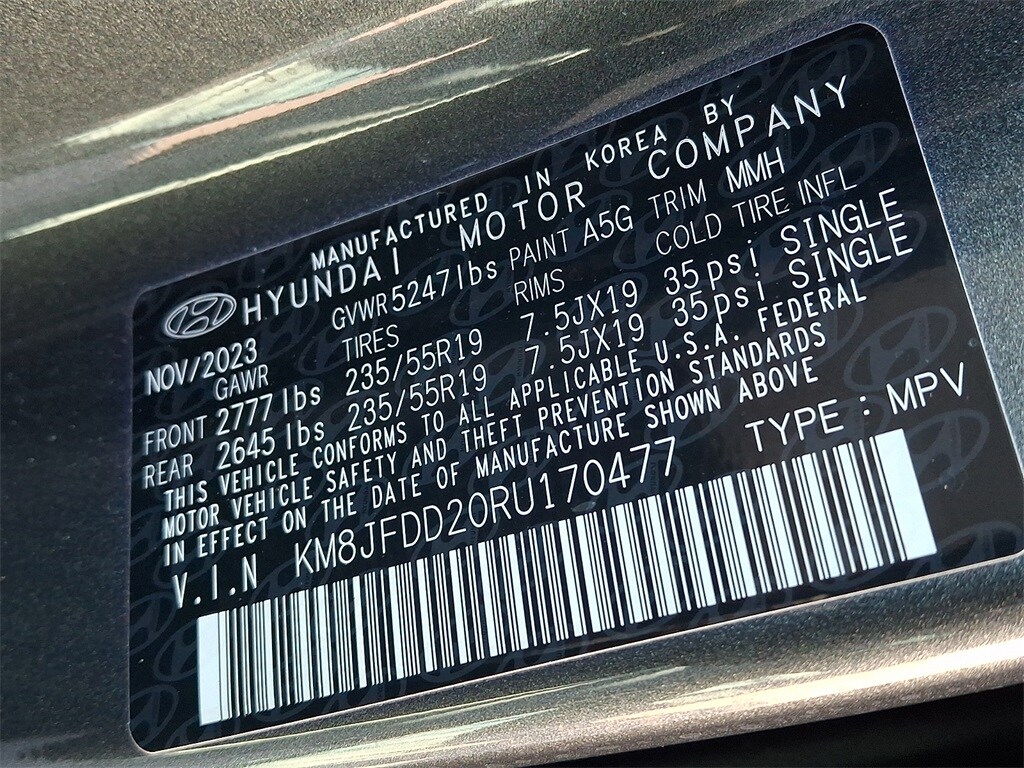 MANUFACTURED IN KOREA BY
HYUNDAI MOTOR COMPANY
NOV/2023 GVWR 5247lbs PAINT A5G TRIM MMH
GAWR TIRES RIMS COLD TIRE INFL
FRONT 2777lbs 235/55R19 7.5JX19 35psi SINGLE
REAR 2645lbs 235/55R19 7.5JX19 35psi SINGLE
THIS VEHICLE CONFORMS TO ALL APPLICABLE U.S.A. FEDERAL
MOTOR VEHICLE SAFETY AND THEFT PREVENTION STANDARDS
IN EFFECT ON THE DATE OF MANUFACTURE SHOWN ABOVE
V.I.N KM8JFDD20RU170477 TYPE : MPV